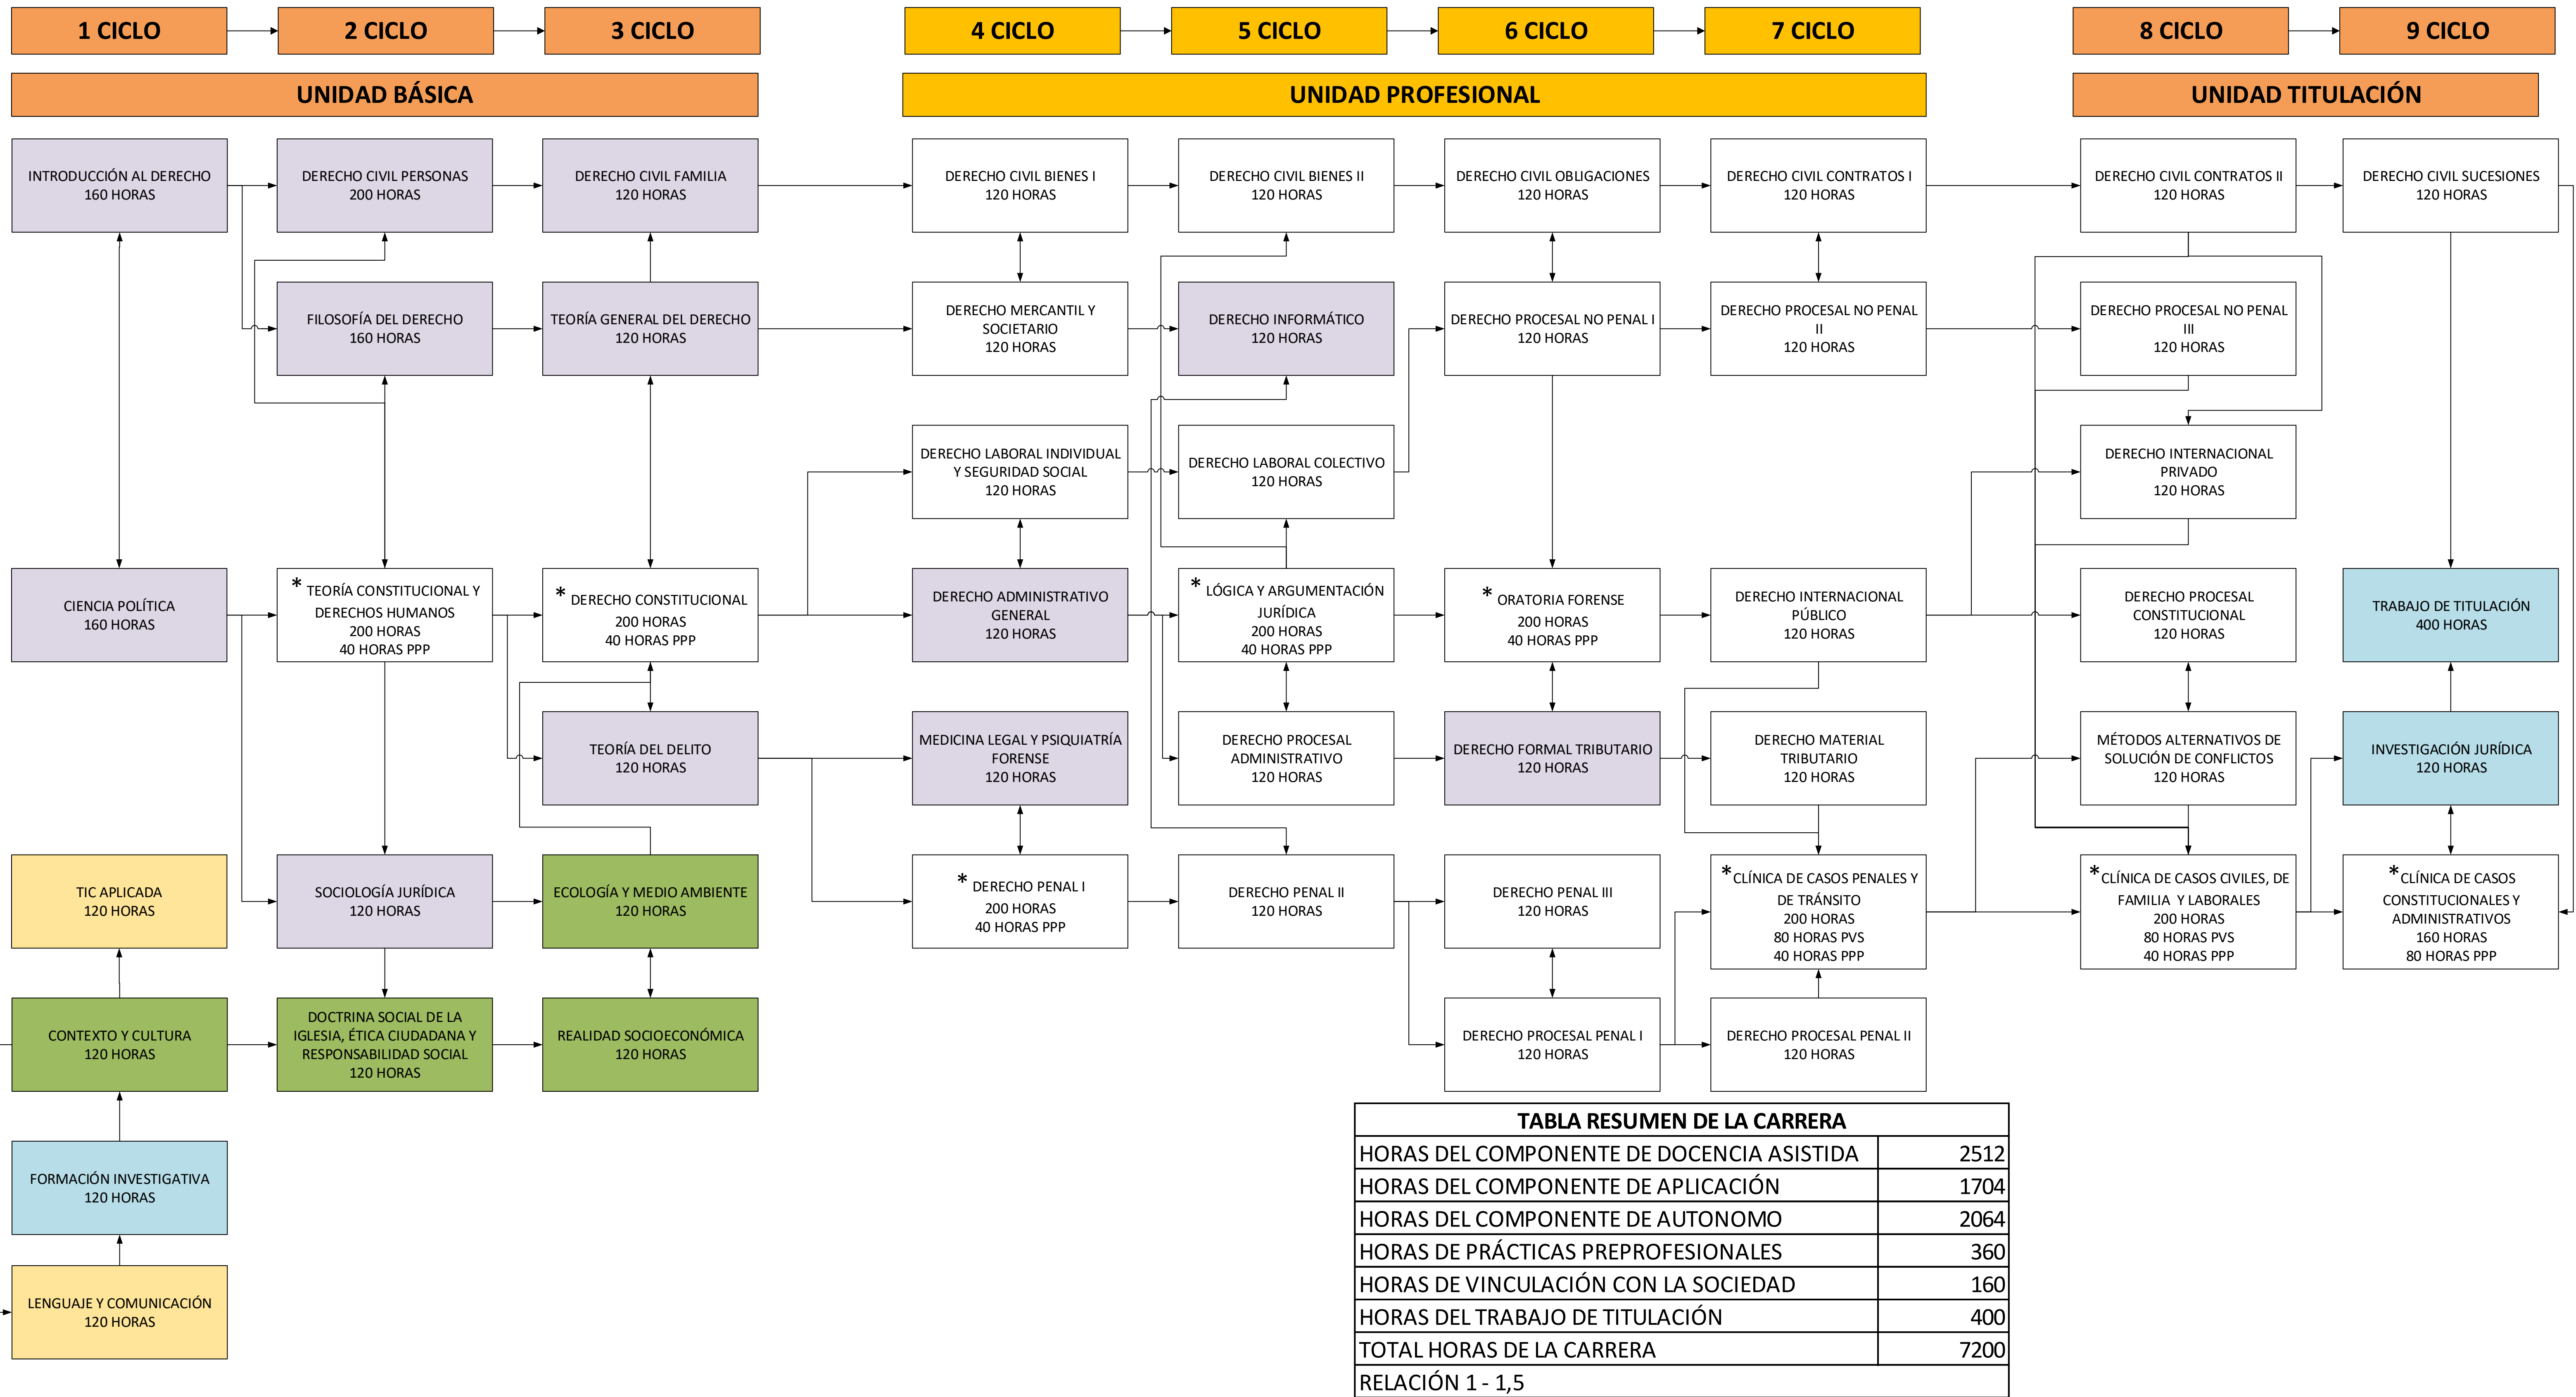 1 CICLO
2 CICLO
3 CICLO
4 CICLO
5 CICLO
6 CICLO
7 CICLO
8 CICLO
9 CICLO
UNIDAD BÁSICA
UNIDAD PROFESIONAL
UNIDAD TITULACIÓN
INTRODUCCIÓN AL DERECHO
160 HORAS
DERECHO CIVIL PERSONAS
200 HORAS
DERECHO CIVIL FAMILIA
120 HORAS
DERECHO CIVIL BIENES I
120 HORAS
DERECHO CIVIL BIENES II
120 HORAS
DERECHO CIVIL OBLIGACIONES
120 HORAS
DERECHO CIVIL CONTRATOS I
120 HORAS
DERECHO CIVIL CONTRATOS II
120 HORAS
DERECHO CIVIL SUCESIONES
120 HORAS
FILOSOFÍA DEL DERECHO
160 HORAS
TEORÍA GENERAL DEL DERECHO
120 HORAS
DERECHO MERCANTIL Y
SOCIETARIO
120 HORAS
DERECHO INFORMÁTICO
120 HORAS
DERECHO PROCESAL NO PENAL I
120 HORAS
DERECHO PROCESAL NO PENAL
II
120 HORAS
DERECHO PROCESAL NO PENAL
III
120 HORAS
DERECHO LABORAL INDIVIDUAL
Y SEGURIDAD SOCIAL
120 HORAS
DERECHO LABORAL COLECTIVO
120 HORAS
DERECHO INTERNACIONAL
PRIVADO
120 HORAS
CIENCIA POLÍTICA
160 HORAS
* TEORÍA CONSTITUCIONAL Y
DERECHOS HUMANOS
200 HORAS
40 HORAS PPP
* DERECHO CONSTITUCIONAL
200 HORAS
40 HORAS PPP
DERECHO ADMINISTRATIVO
GENERAL
120 HORAS
* LÓGICA Y ARGUMENTACIÓN
JURÍDICA
200 HORAS
40 HORAS PPP
* ORATORIA FORENSE
200 HORAS
40 HORAS PPP
DERECHO INTERNACIONAL
PÚBLICO
120 HORAS
DERECHO PROCESAL
CONSTITUCIONAL
120 HORAS
TRABAJO DE TITULACIÓN
400 HORAS
TEORÍA DEL DELITO
120 HORAS
MEDICINA LEGAL Y PSIQUIATRÍA
FORENSE
120 HORAS
DERECHO PROCESAL
ADMINISTRATIVO
120 HORAS
DERECHO FORMAL TRIBUTARIO
120 HORAS
DERECHO MATERIAL
TRIBUTARIO
120 HORAS
MÉTODOS ALTERNATIVOS DE
SOLUCIÓN DE CONFLICTOS
120 HORAS
INVESTIGACIÓN JURÍDICA
120 HORAS
TIC APLICADA
120 HORAS
SOCIOLOGÍA JURÍDICA
120 HORAS
ECOLOGÍA Y MEDIO AMBIENTE
120 HORAS
* DERECHO PENAL I
200 HORAS
40 HORAS PPP
DERECHO PENAL II
120 HORAS
DERECHO PENAL III
120 HORAS
*CLÍNICA DE CASOS PENALES Y
DE TRÁNSITO
200 HORAS
80 HORAS PVS
40 HORAS PPP
*CLÍNICA DE CASOS CIVILES, DE
FAMILIA Y LABORALES
200 HORAS
80 HORAS PVS
40 HORAS PPP
*CLÍNICA DE CASOS
CONSTITUCIONALES Y
ADMINISTRATIVOS
160 HORAS
80 HORAS PPP
CONTEXTO Y CULTURA
120 HORAS
DOCTRINA SOCIAL DE LA
IGLESIA, ÉTICA CIUDADANA Y
RESPONSABILIDAD SOCIAL
120 HORAS
REALIDAD SOCIOECONÓMICA
120 HORAS
DERECHO PROCESAL PENAL I
120 HORAS
DERECHO PROCESAL PENAL II
120 HORAS
FORMACIÓN INVESTIGATIVA
120 HORAS
LENGUAJE Y COMUNICACIÓN
120 HORAS
TABLA RESUMEN DE LA CARRERA
HORAS DEL COMPONENTE DE DOCENCIA ASISTIDA 2512
HORAS DEL COMPONENTE DE APLICACIÓN 1704
HORAS DEL COMPONENTE DE AUTONOMO 2064
HORAS DE PRÁCTICAS PREPROFESIONALES 360
HORAS DE VINCULACIÓN CON LA SOCIEDAD 160
HORAS DEL TRABAJO DE TITULACIÓN 400
TOTAL HORAS DE LA CARRERA 7200
RELACIÓN 1 - 1,5